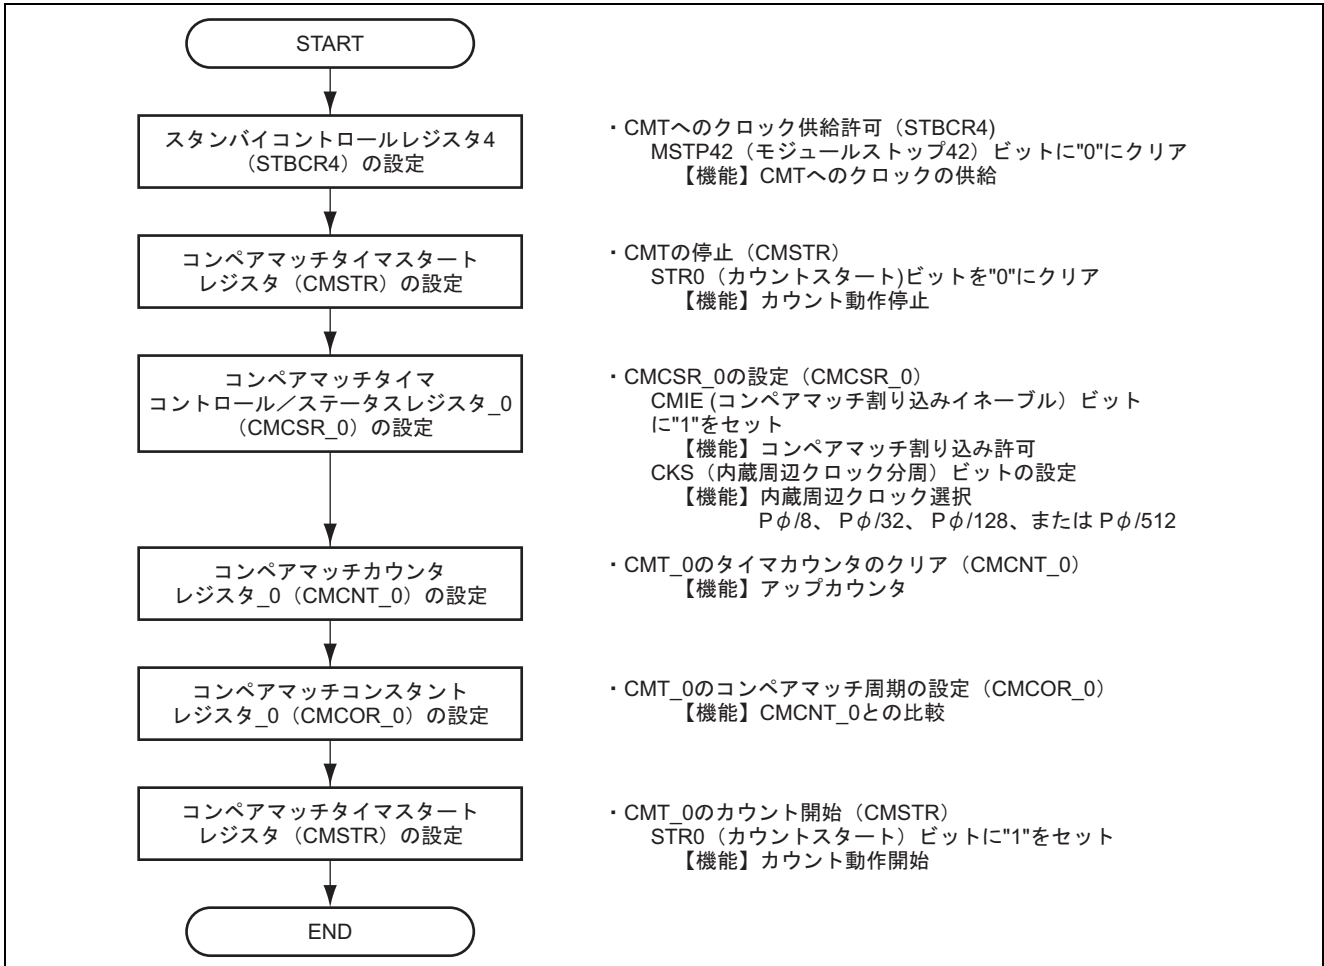 START
スタンバイコントロールレジスタ4
（STBCR4）の設定
・CMTへのクロック供給許可（STBCR4)
MSTP42（モジュールストップ42）ビットに"0"にクリア
【機能】CMTへのクロックの供給
コンペアマッチタイマスタート
レジスタ（CMSTR）の設定
・CMTの停止（CMSTR）
STR0（カウントスタート)ビットを"0"にクリア
【機能】カウント動作停止
コンペアマッチタイマ
コントロール／ステータスレジスタ_0
（CMCSR_0）の設定
・CMCSR_0の設定（CMCSR_0）
CMIE (コンペアマッチ割り込みイネーブル）ビット
に"1"をセット
【機能】コンペアマッチ割り込み許可
CKS（内蔵周辺クロック分周）ビットの設定
【機能】内蔵周辺クロック選択
Pφ/8、 Pφ/32、 Pφ/128、または Pφ/512
コンペアマッチカウンタ
レジスタ_0（CMCNT_0）の設定
・CMT_0のタイマカウンタのクリア（CMCNT_0）
【機能】アップカウンタ
コンペアマッチコンスタント
レジスタ_0（CMCOR_0）の設定
・CMT_0のコンペアマッチ周期の設定（CMCOR_0）
【機能】CMCNT_0との比較
コンペアマッチタイマスタート
レジスタ（CMSTR）の設定
・CMT_0のカウント開始（CMSTR）
STR0（カウントスタート）ビットに"1"をセット
【機能】カウント動作開始
END